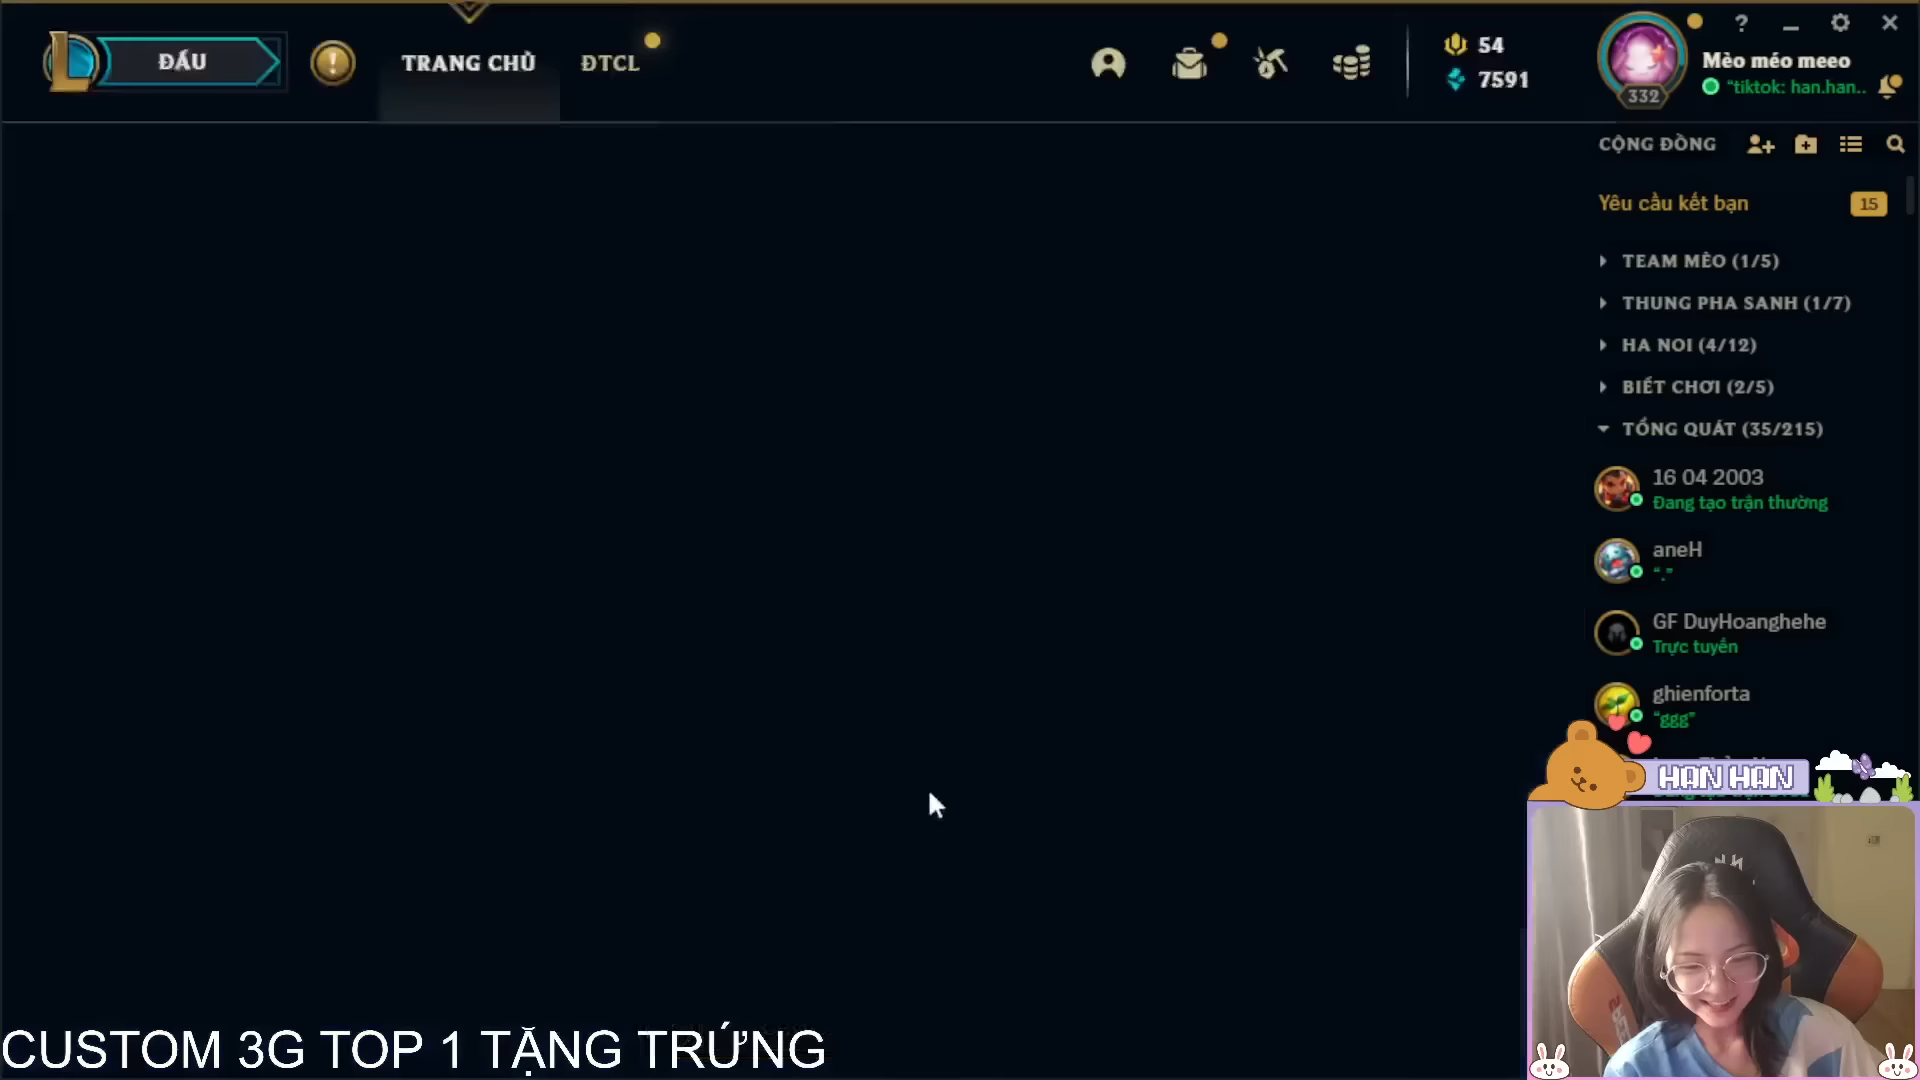 ĐẤU
TRANG CHỦ
ĐTCL
54
7591
332
Mèo méo meeo
"tiktok: han.han..
CỘNG ĐỒNG
Yêu cầu kết bạn
15
TEAM MÈO (1/5)
THUNG PHA SANH (1/7)
HA NOI (4/12)
BIẾT CHƠI (2/5)
TỔNG QUÁT (35/215)
16 04 2003
Đang tạo trận thường
aneH
"."
GF DuyHoanghehe
Trực tuyến
ghienforta
"ggg"
HAN HAN
CUSTOM 3G TOP 1 TẶNG TRỨNG